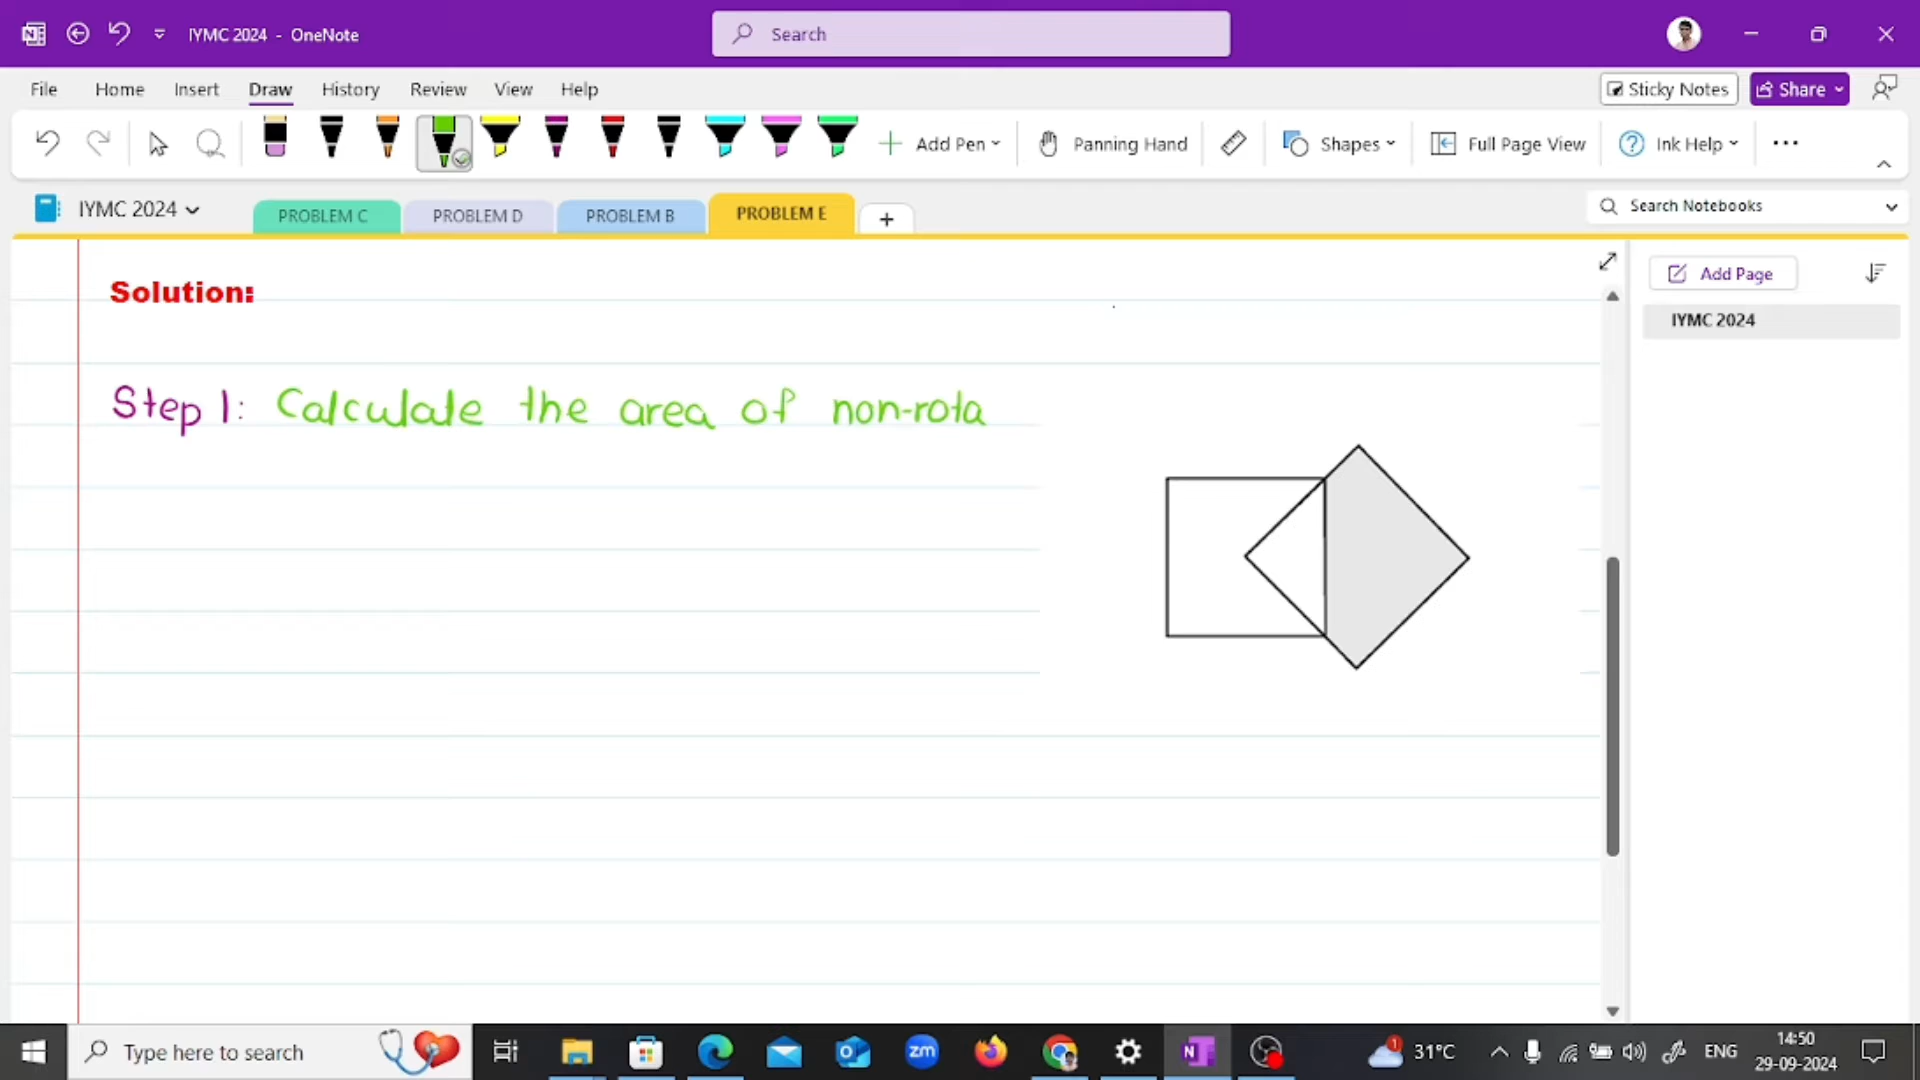 IYMC 2024 - OneNote
Search
File Home Insert Draw History Review View Help
Sticky Notes Share
Add Pen Panning Hand Shapes Full Page View Ink Help
IYMC 2024 PROBLEM C PROBLEM D PROBLEM B PROBLEM E + Search Notebooks
Solution:
Add Page
IYMC 2024
Step 1: Calculate the area of non-rota
Type here to search
zm
N
1
31°C
ENG
14:50
29-09-2024